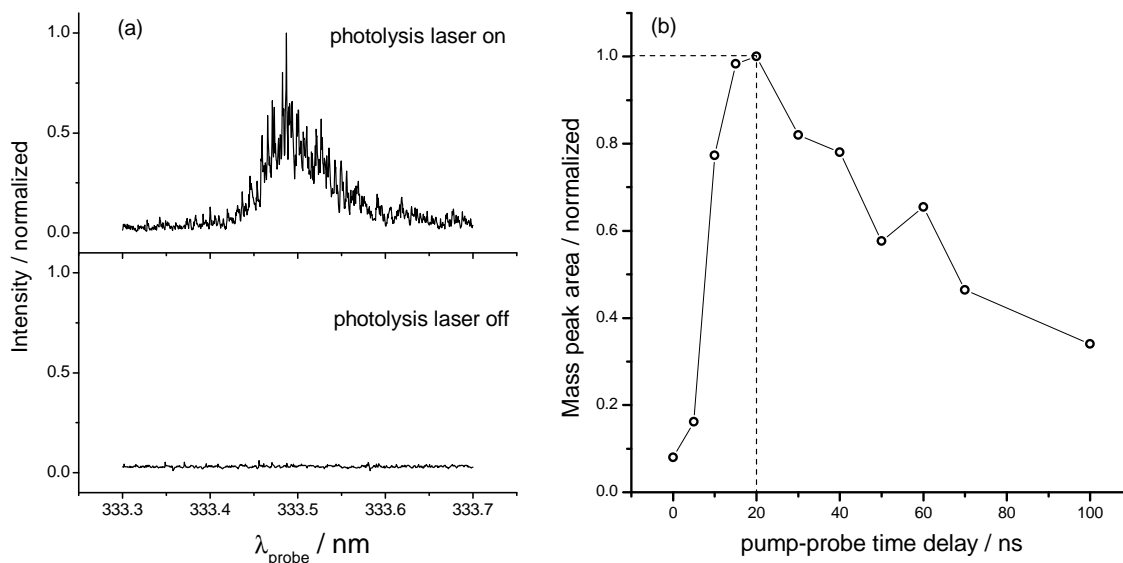 (a)
photolysis laser on
1.0
0.5
0.0
photolysis laser off
1.0
0.5
0.0
Intensity / normalized
333.3 333.4 333.5 333.6 333.7
λprobe / nm
(b)
1.0
0.8
0.6
0.4
0.2
0.0
Mass peak area / normalized
0 20 40 60 80 100
pump-probe time delay / ns